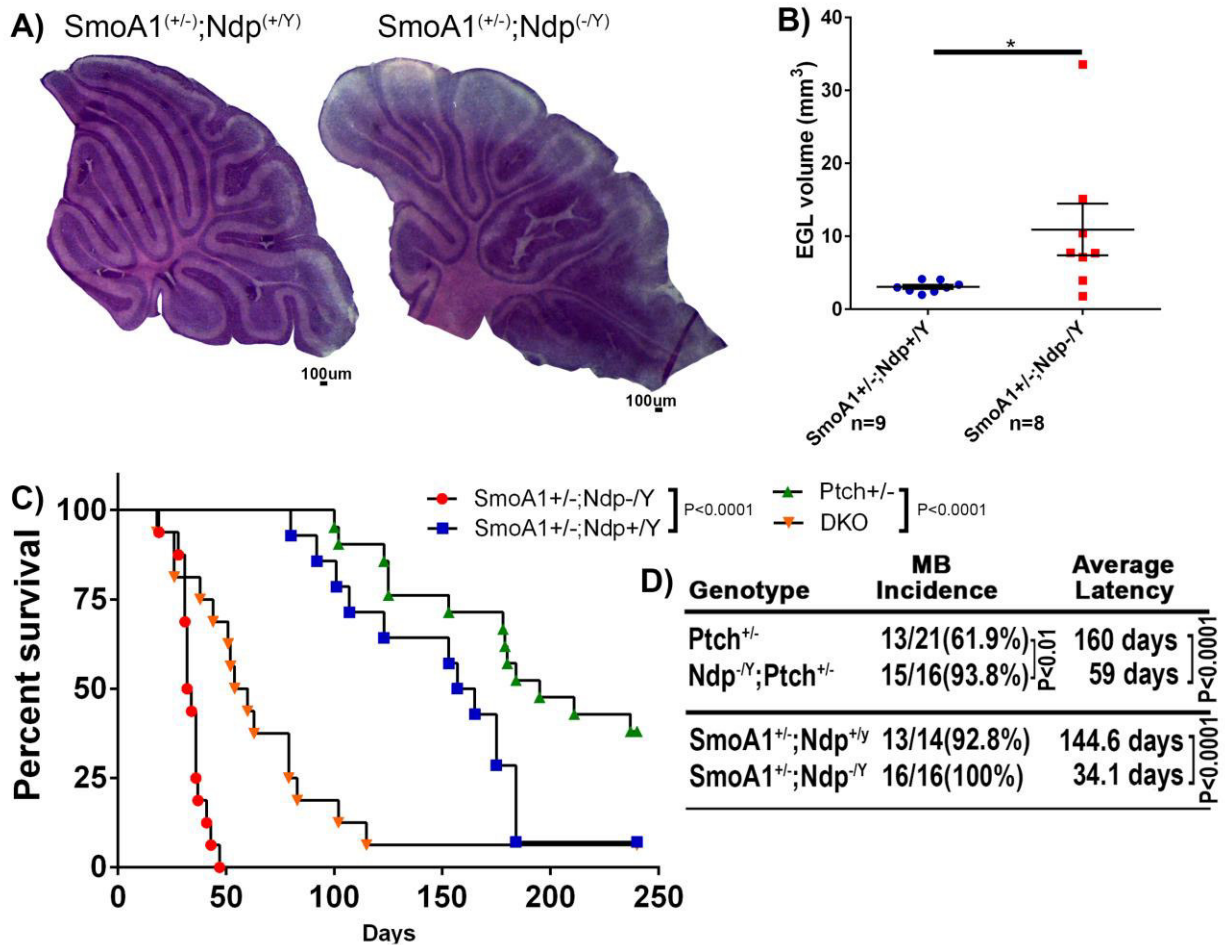 A) SmoA1(+/-);Ndp(+/Y) SmoA1(+/-);Ndp(-/Y)
100um 100um
B)
*
EGL volume (mm3)
40
30
20
10
0
SmoA1+/-;Ndp+/Y SmoA1+/-;Ndp-/Y
n=9 n=8
C)
SmoA1+/-;Ndp-/Y
SmoA1+/-;Ndp+/Y
P<0.0001
Ptch+/-
DKO
P<0.0001
Percent survival
100
75
50
25
0
0 50 100 150 200 250
Days
D)
Genotype MB Incidence Average Latency
Ptch+/- 13/21(61.9%) 160 days
Ndp-/Y;Ptch+/- 15/16(93.8%) 59 days
P<0.01 P<0.0001
SmoA1+/-;Ndp+/y 13/14(92.8%) 144.6 days
SmoA1+/-;Ndp-/Y 16/16(100%) 34.1 days
P<0.0001